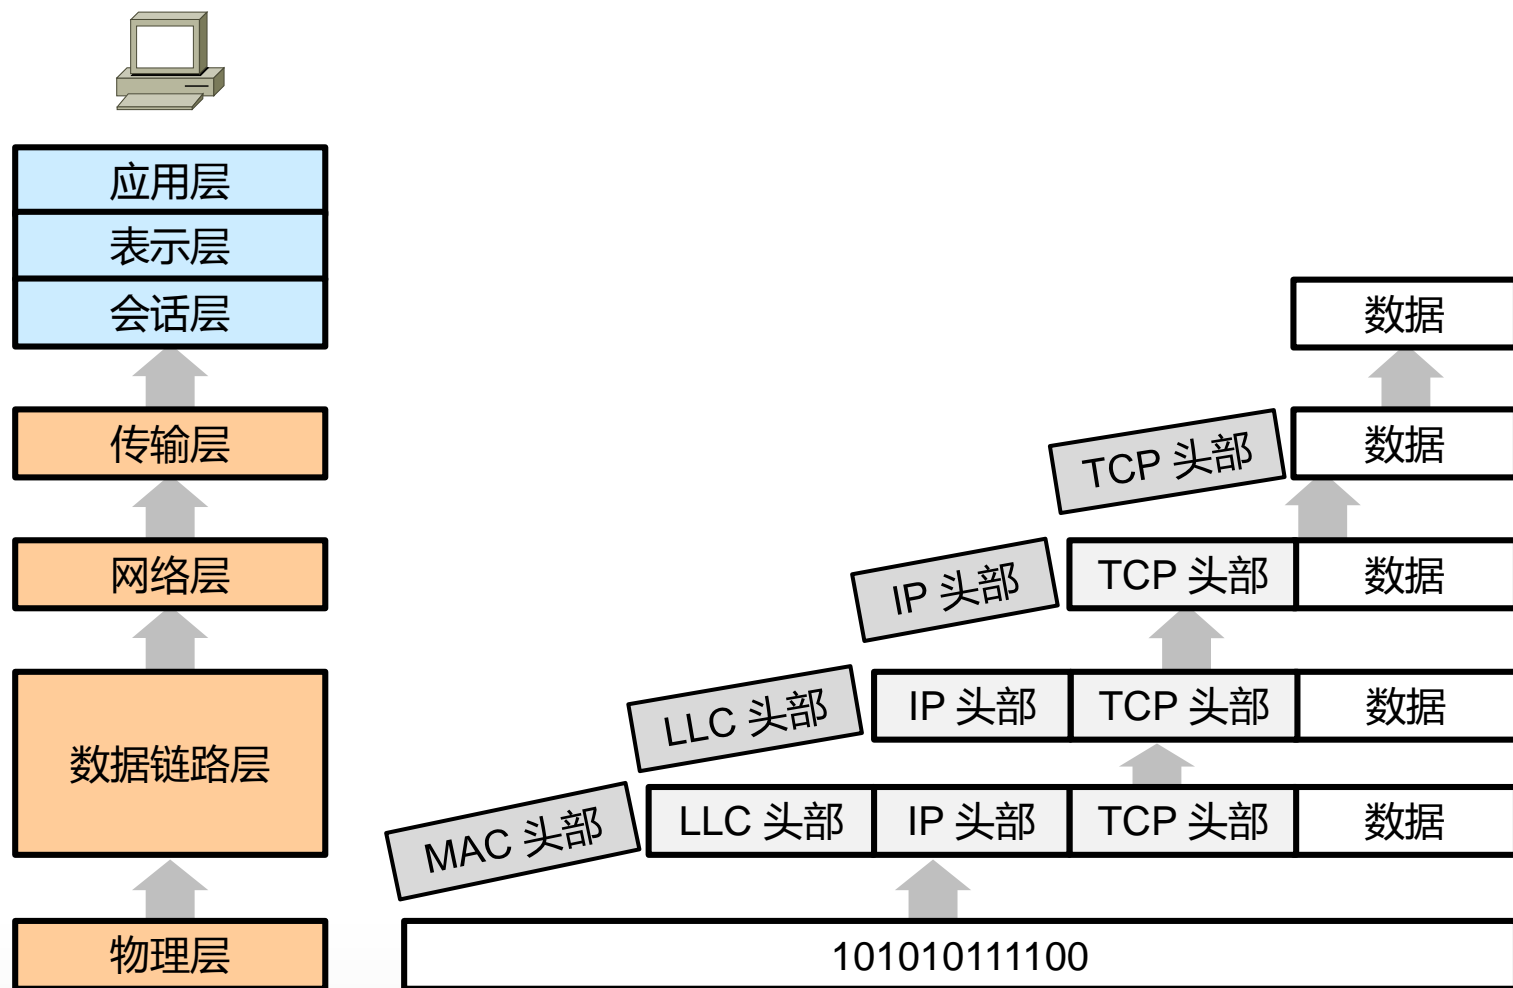 应用层
表示层
会话层
数据
传输层
TCP 头部
数据
网络层
IP 头部
TCP 头部
数据
数据链路层
LLC 头部
IP 头部
TCP 头部
数据
MAC 头部
LLC 头部
IP 头部
TCP 头部
数据
物理层
101010111100